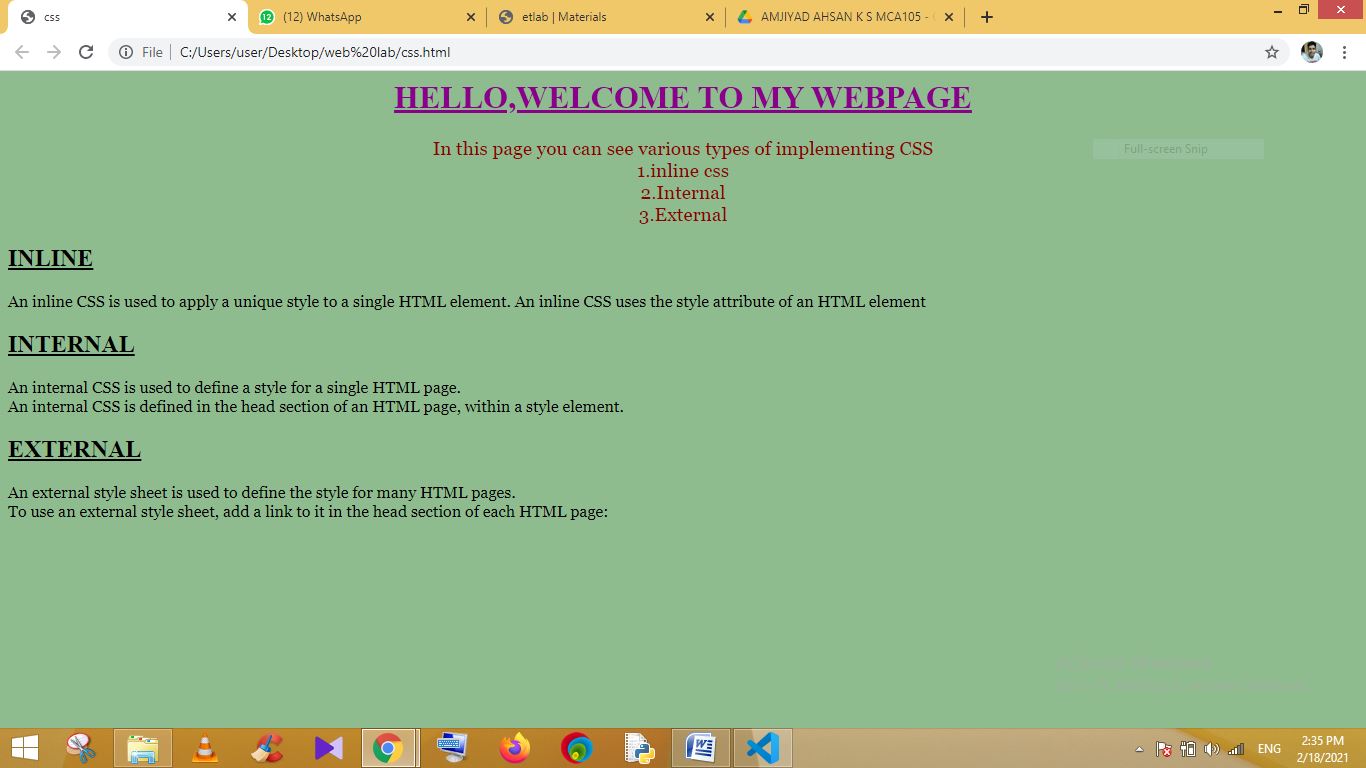 css
(12) WhatsApp
etlab | Materials
AMJIYAD AHSAN K S MCA105 -
File
C:/Users/user/Desktop/web%20lab/css.html
HELLO,WELCOME TO MY WEBPAGE
In this page you can see various types of implementing CSS
Full-screen Snip
1.inline css
2.Internal
3.External
INLINE
An inline CSS is used to apply a unique style to a single HTML element. An inline CSS uses the style attribute of an HTML element
INTERNAL
An internal CSS is used to define a style for a single HTML page.
An internal CSS is defined in the head section of an HTML page, within a style element.
EXTERNAL
An external style sheet is used to define the style for many HTML pages.
To use an external style sheet, add a link to it in the head section of each HTML page:
ENG
2:35 PM
2/18/2021